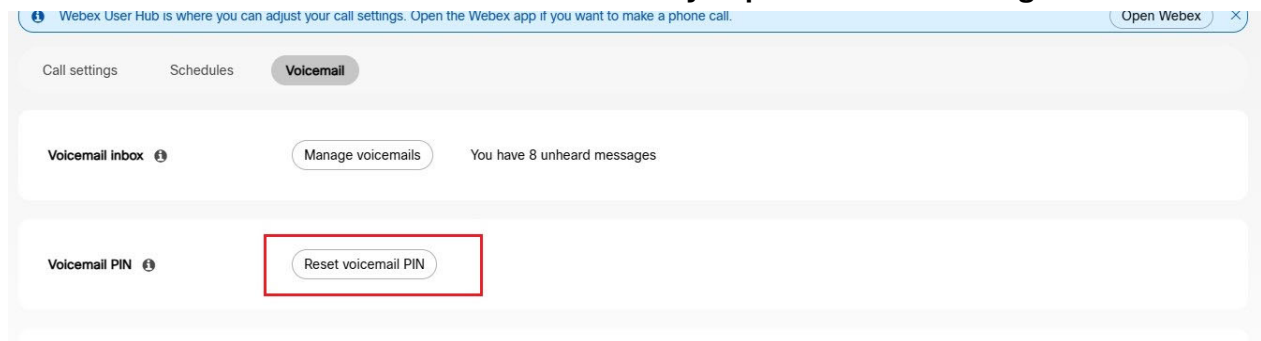 Webex User Hub is where you can adjust your call settings. Open the Webex app if you want to make a phone call. Open Webex
Call settings Schedules Voicemail
Voicemail inbox Manage voicemails You have 8 unheard messages
Voicemail PIN Reset voicemail PIN